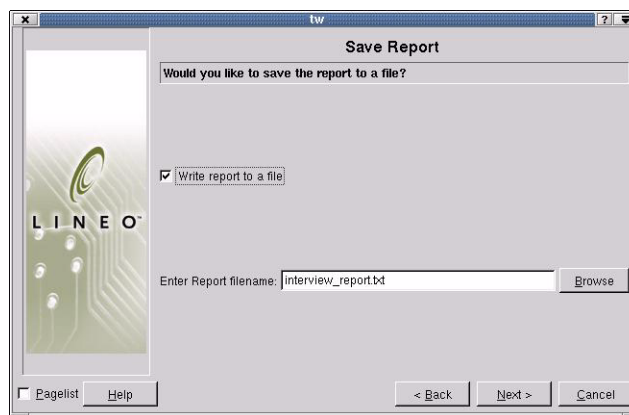 tw
?
Save Report
Would you like to save the report to a file?
Write report to a file
LINEO™
Enter Report filename: interview_report.txt Browse
Pagelist Help < Back Next > Cancel